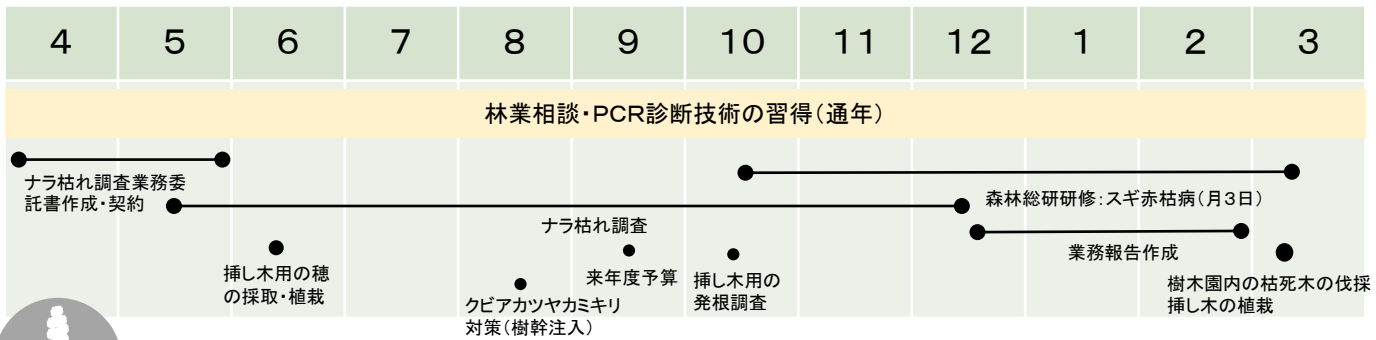 4 5 6 7 8 9 10 11 12 1 2 3
林業相談・PCR診断技術の習得(通年)
ナラ枯れ調査業務委
託書作成・契約
森林総研研修:スギ赤枯病(月3日)
ナラ枯れ調査
業務報告作成
挿し木用の穂
の採取・植栽
来年度予算
挿し木用の
発根調査
樹木園内の枯死木の伐採
挿し木の植栽
クビアカツヤカミキリ
対策(樹幹注入)